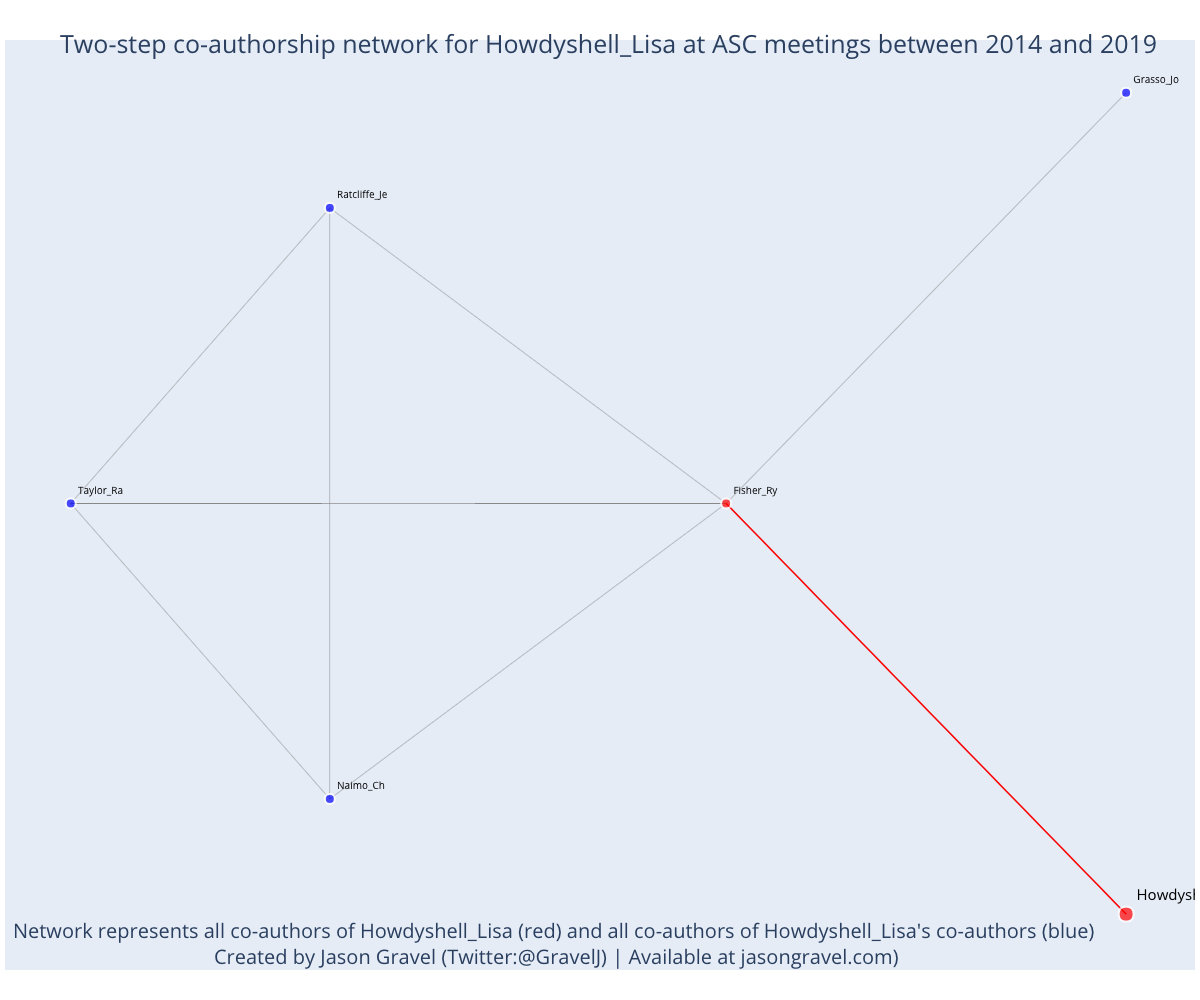 Two-step co-authorship network for Howdyshell_Lisa at ASC meetings between 2014 and 2019
Grasso_Jo
Ratcliffe_Je
Taylor_Ra
Fisher_Ry
Naimo_Ch
Howdysh
Network represents all co-authors of Howdyshell_Lisa (red) and all co-authors of Howdyshell_Lisa's co-authors (blue)
Created by Jason Gravel (Twitter:@GravelJ) | Available at jasongravel.com)